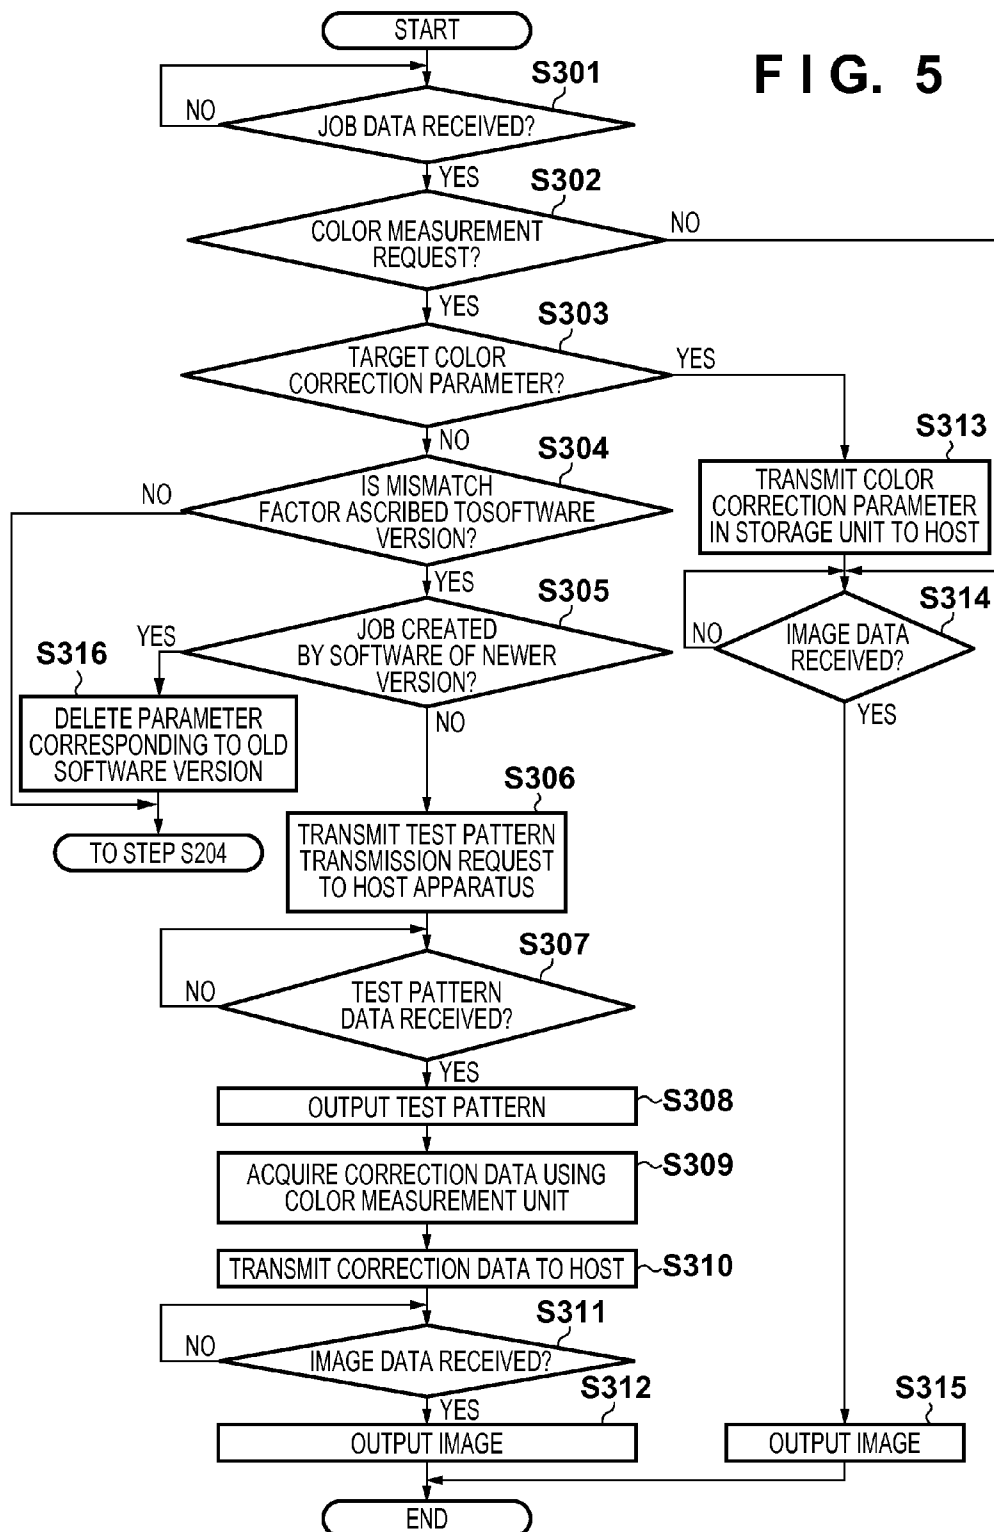 START
F I G. 5
S301
NO
JOB DATA RECEIVED?
YES
S302
COLOR MEASUREMENT
REQUEST?
NO
YES
S303
TARGET COLOR
CORRECTION PARAMETER?
YES
NO
S304
IS MISMATCH
FACTOR ASCRIBED TOSOFTWARE
VERSION?
NO
S313
TRANSMIT COLOR
CORRECTION PARAMETER
IN STORAGE UNIT TO HOST
YES
S305
JOB CREATED
BY SOFTWARE OF NEWER
VERSION?
YES
S314
NO
IMAGE DATA
RECEIVED?
YES
S316
DELETE PARAMETER
CORRESPONDING TO OLD
SOFTWARE VERSION
NO
TO STEP S204
S306
TRANSMIT TEST PATTERN
TRANSMISSION REQUEST
TO HOST APPARATUS
S307
NO
TEST PATTERN
DATA RECEIVED?
YES
OUTPUT TEST PATTERN
S308
ACQUIRE CORRECTION DATA USING
COLOR MEASUREMENT UNIT
S309
TRANSMIT CORRECTION DATA TO HOST
S310
S311
NO
IMAGE DATA RECEIVED?
YES
S312
OUTPUT IMAGE
S315
OUTPUT IMAGE
END